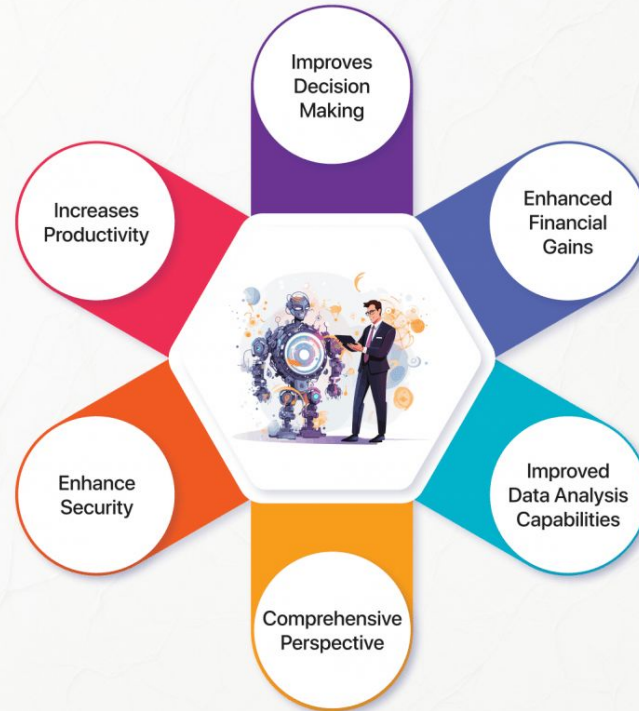 Improves
Decision
Making
Enhanced
Financial
Gains
Improved
Data Analysis
Capabilities
Comprehensive
Perspective
Enhance
Security
Increases
Productivity